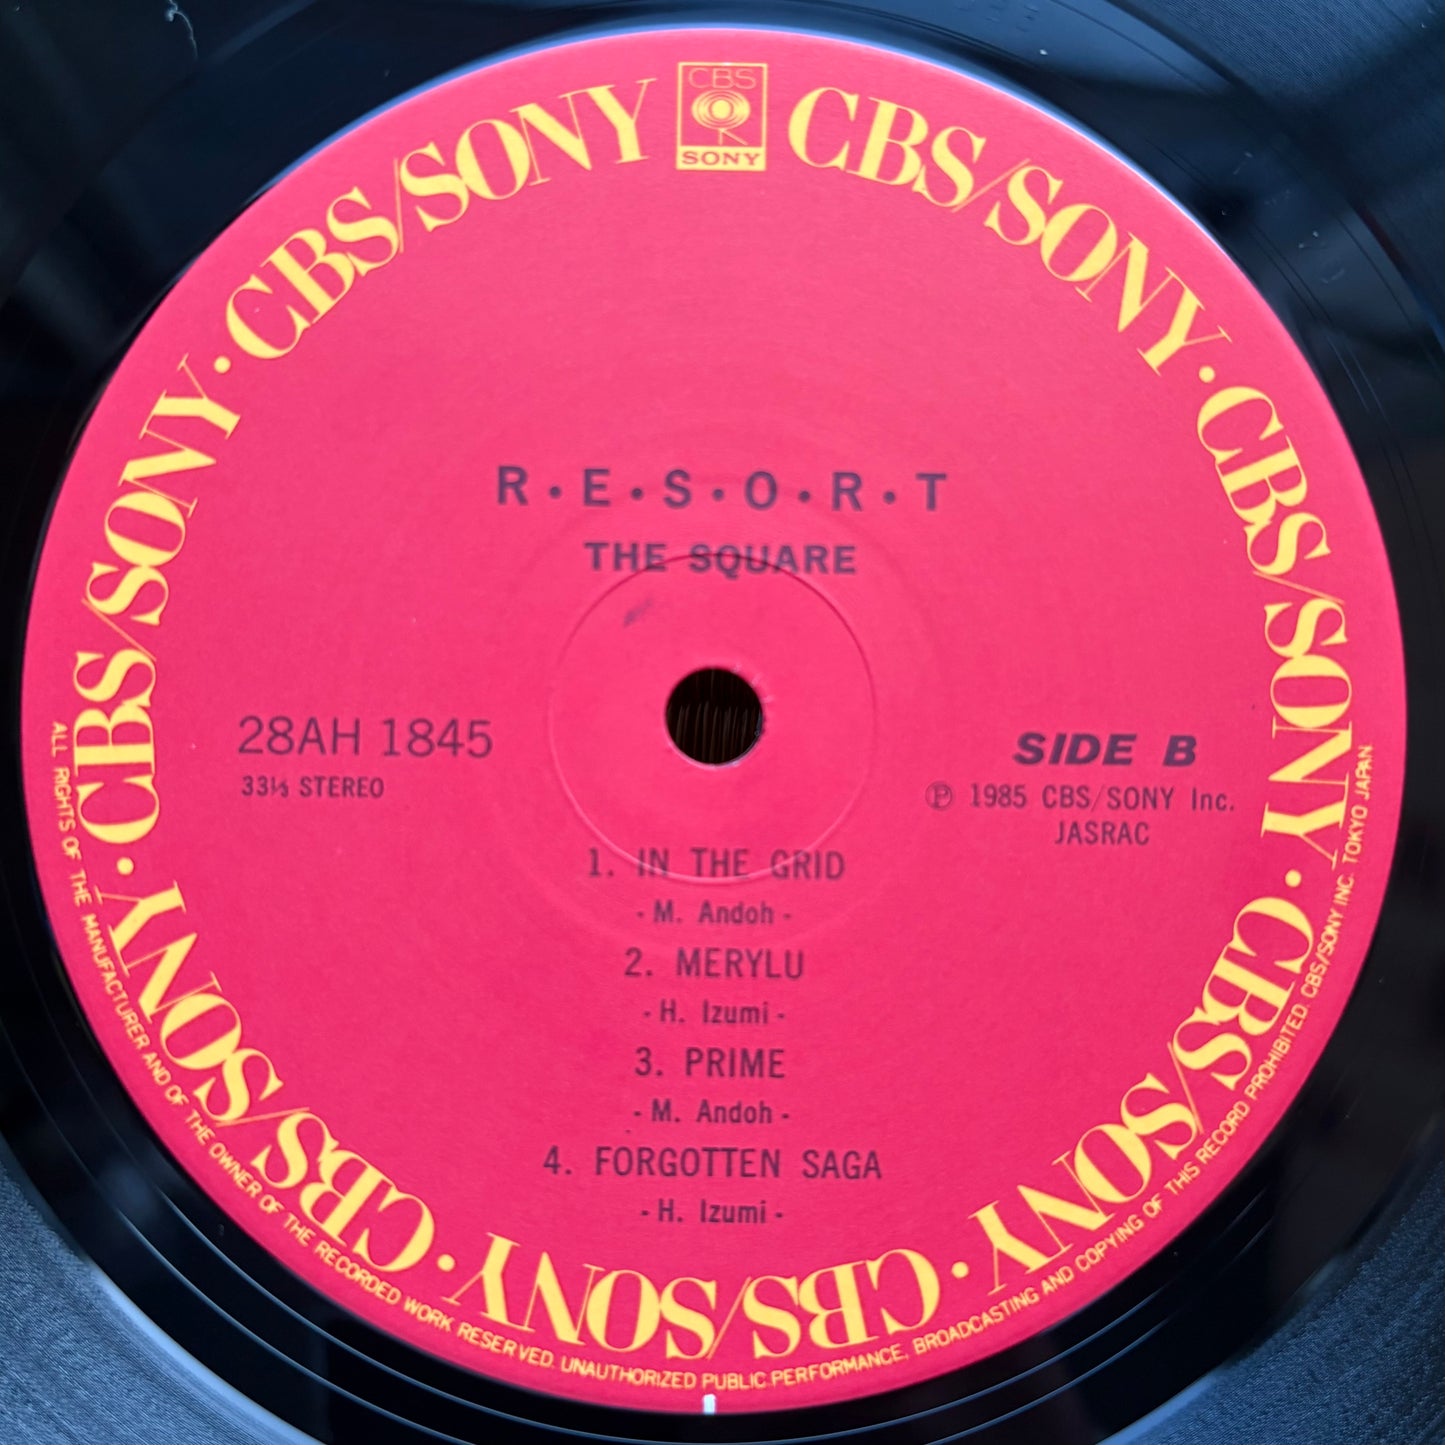 CBS
SONY
CBS/SONY · CBS/SONY · CBS/SONY · CBS/SONY · CBS/SONY · CBS/SONY · CBS/SONY · CBS/SONY
R・E・S・O・R・T
THE SQUARE
28AH 1845
33⅓ STEREO
SIDE B
Ⓟ 1985 CBS/SONY Inc.
JASRAC
1. IN THE GRID
- M. Andoh -
2. MERYLU
- H. Izumi -
3. PRIME
- M. Andoh -
4. FORGOTTEN SAGA
- H. Izumi -
ALL RIGHTS OF THE MANUFACTURER AND OF THE OWNER OF THE RECORDED WORK RESERVED. UNAUTHORIZED PUBLIC PERFORMANCE, BROADCASTING AND COPYING OF THIS RECORD PROHIBITED. CBS/SONY INC. TOKYO JAPAN